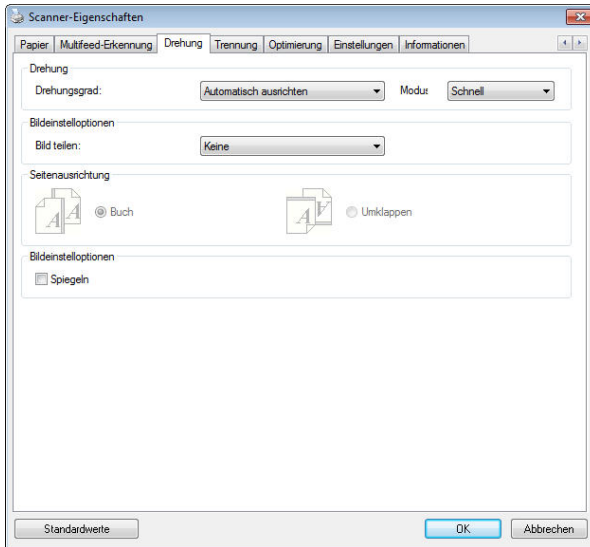 Scanner-Eigenschaften
Papier Multifeed-Erkennung Drehung Trennung Optimierung Einstellungen Informationen
Drehung
Drehungsgrad: Automatisch ausrichten Modus Schnell
Bildeinstelloptionen
Bild teilen: Keine
Seitenausrichtung
A A Buch A A Umklappen
Bildeinstelloptionen
Spiegeln
Standardwerte OK Abbrechen